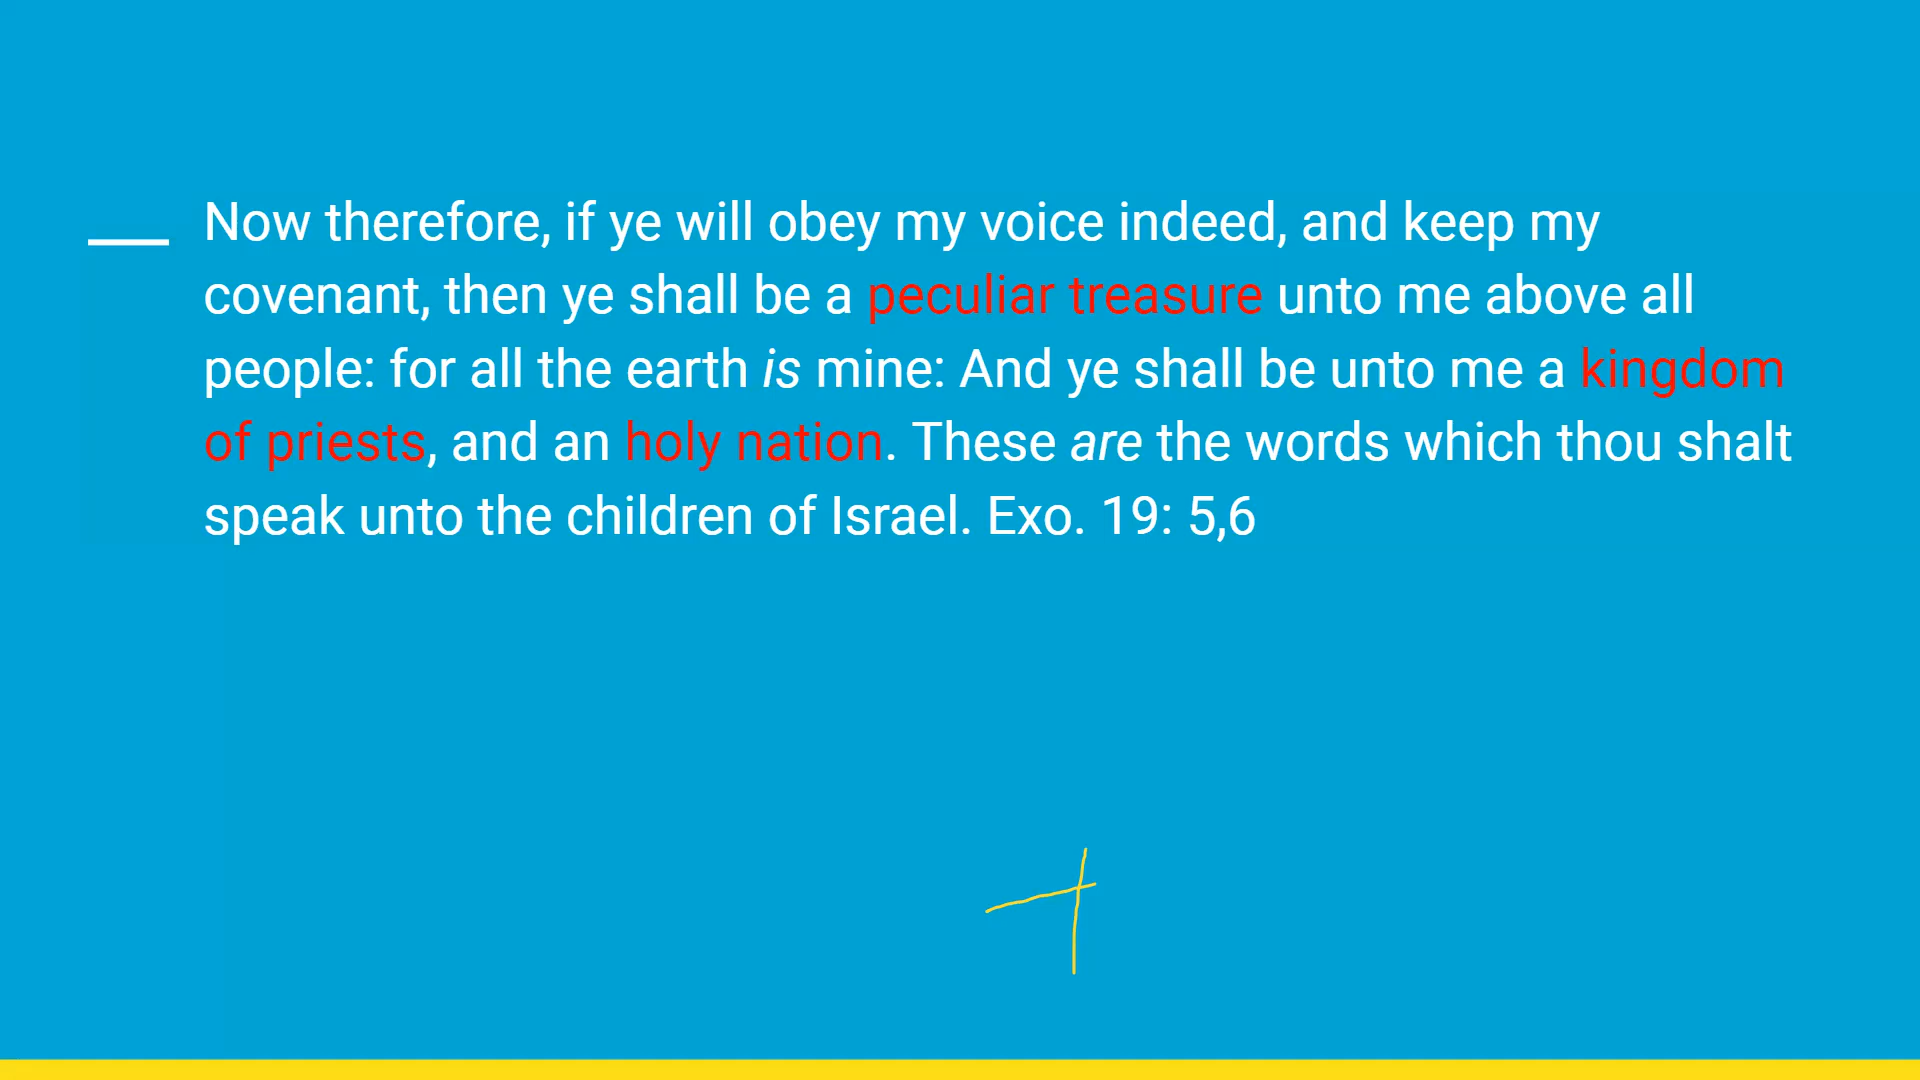 Now therefore, if ye will obey my voice indeed, and keep my
covenant, then ye shall be a peculiar treasure unto me above all
people: for all the earth is mine: And ye shall be unto me a kingdom
of priests, and an holy nation. These are the words which thou shalt
speak unto the children of Israel. Exo. 19: 5,6